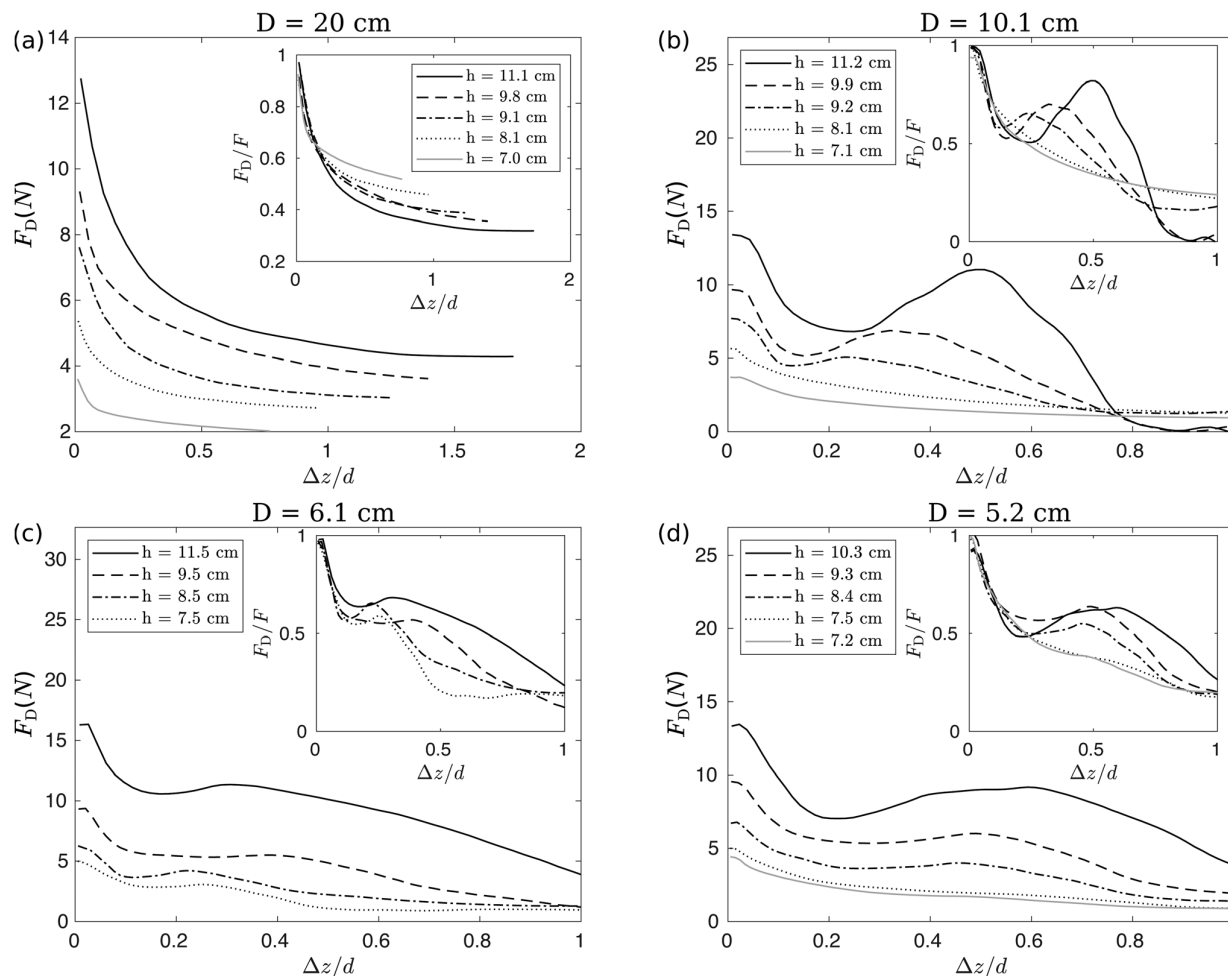 D = 20 cm
(a)
14
12
10
8
6
4
2
F_D(N)
0
0.5
1
1.5
2
Δz/d
1
0.8
0.6
0.4
0.2
F_D/F
0
1
2
Δz/d
h = 11.1 cm
h = 9.8 cm
h = 9.1 cm
h = 8.1 cm
h = 7.0 cm
D = 10.1 cm
(b)
25
20
15
10
5
0
F_D(N)
0
0.2
0.4
0.6
0.8
Δz/d
h = 11.2 cm
h = 9.9 cm
h = 9.2 cm
h = 8.1 cm
h = 7.1 cm
1
0.5
0
F_D/F
0
0.5
1
Δz/d
D = 6.1 cm
(c)
30
25
20
15
10
5
0
F_D(N)
0
0.2
0.4
0.6
0.8
1
Δz/d
h = 11.5 cm
h = 9.5 cm
h = 8.5 cm
h = 7.5 cm
1
0.5
0
F_D/F
0
0.5
1
Δz/d
D = 5.2 cm
(d)
25
20
15
10
5
0
F_D(N)
0
0.2
0.4
0.6
0.8
Δz/d
h = 10.3 cm
h = 9.3 cm
h = 8.4 cm
h = 7.5 cm
h = 7.2 cm
1
0.5
0
F_D/F
0
0.5
1
Δz/d